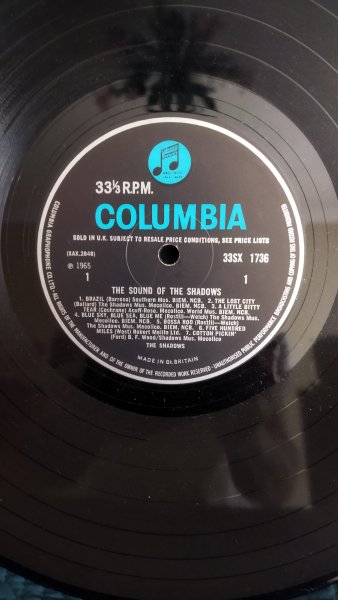 33⅓ R.P.M.
COLUMBIA
SOLD IN U.K. SUBJECT TO RESALE PRICE CONDITIONS, SEE PRICE LISTS
(XAX.2848) 33SX 1736
℗ 1965
1 1
THE SOUND OF THE SHADOWS
1. BRAZIL (Barroso) Southern Mus. BIEM, NCB. 2. THE LOST CITY
(Ballard) The Shadows Mus. Mecolico, NCB. 3. A LITTLE BITTY
TEAR (Cochrane) Acuff-Rose, Mecolico, World Mus. BIEM, NCB.
4. BLUE SKY, BLUE SEA, BLUE ME (Rostill—Welch) The Shadows Mus.
Mecolico, BIEM, NCB. 5. BOSSA ROO (Rostill—Welch)
The Shadows Mus. Mecolico, BIEM, NCB. 6. FIVE HUNDRED
MILES (West) Robert Mellin Ltd. 7. COTTON PICKIN'
(Ford) B. F. Wood/Shadows Mus. Mecolico
THE SHADOWS
MADE IN GT. BRITAIN
COLUMBIA GRAPHOPHONE CO. LTD. ALL RIGHTS OF THE MANUFACTURER AND OF THE OWNER OF THE RECORDED WORK RESERVED—UNAUTHORISED PUBLIC PERFORMANCE BROADCASTING AND COPYING OF THIS RECORD PROHIBITED